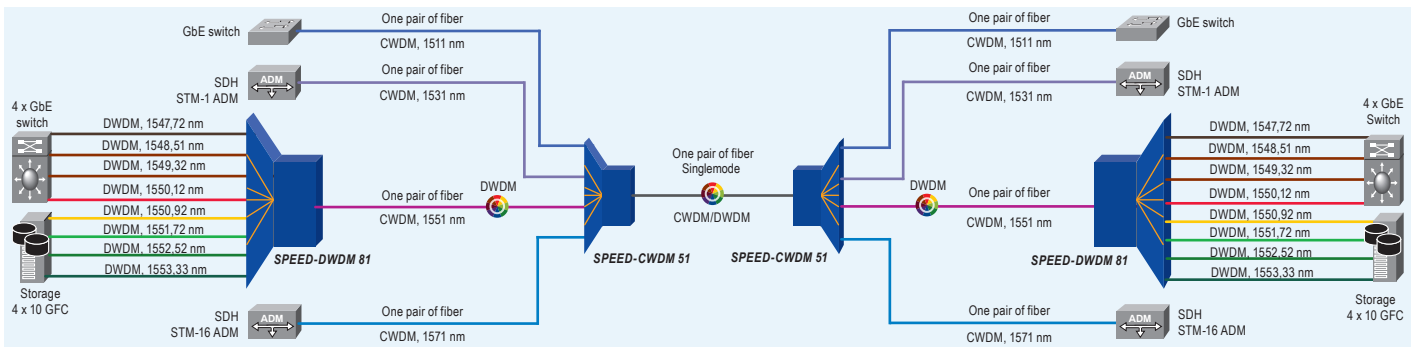 GbE switch
One pair of fiber
CWDM, 1511 nm
SDH
STM-1 ADM
ADM
One pair of fiber
CWDM, 1531 nm
4 x GbE
switch
DWDM, 1547,72 nm
DWDM, 1548,51 nm
DWDM, 1549,32 nm
DWDM, 1550,12 nm
DWDM, 1550,92 nm
DWDM, 1551,72 nm
DWDM, 1552,52 nm
DWDM, 1553,33 nm
Storage
4 x 10 GFC
SPEED-DWDM 81
One pair of fiber
CWDM, 1551 nm
DWDM
SDH
STM-16 ADM
ADM
One pair of fiber
CWDM, 1571 nm
SPEED-CWDM 51
One pair of fiber
Singlemode
CWDM/DWDM
SPEED-CWDM 51
One pair of fiber
CWDM, 1511 nm
GbE switch
One pair of fiber
CWDM, 1531 nm
ADM
SDH
STM-1 ADM
DWDM
One pair of fiber
CWDM, 1551 nm
SPEED-DWDM 81
4 x GbE
Switch
DWDM, 1547,72 nm
DWDM, 1548,51 nm
DWDM, 1549,32 nm
DWDM, 1550,12 nm
DWDM, 1550,92 nm
DWDM, 1551,72 nm
DWDM, 1552,52 nm
DWDM, 1553,33 nm
Storage
4 x 10 GFC
One pair of fiber
CWDM, 1571 nm
ADM
SDH
STM-16 ADM